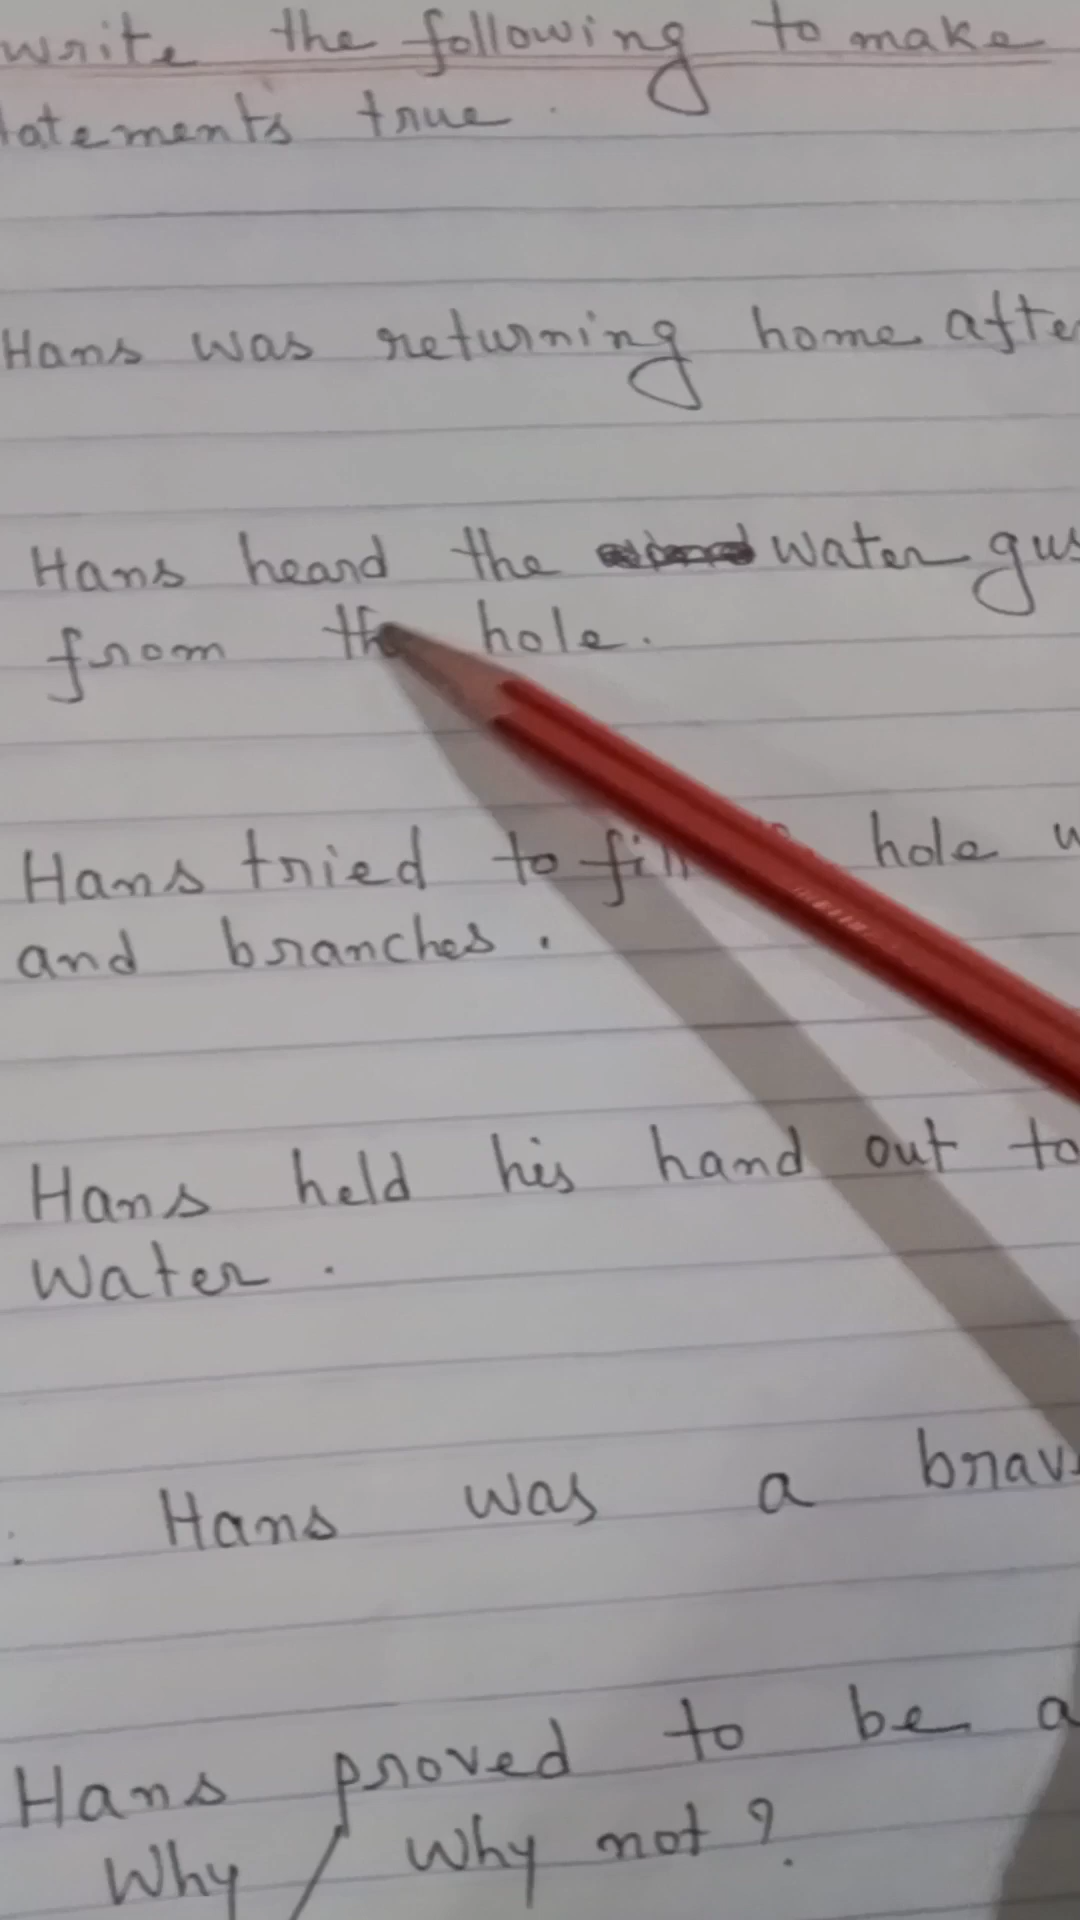 write the following to make
tatements true.
Hans was returning home afte
Hans heard the water gus
from the hole.
Hans tried to hole w
and branches.
Hans held his hand out to
water.
: Hans was a brav
Hans proved to be a
Why / Why not?